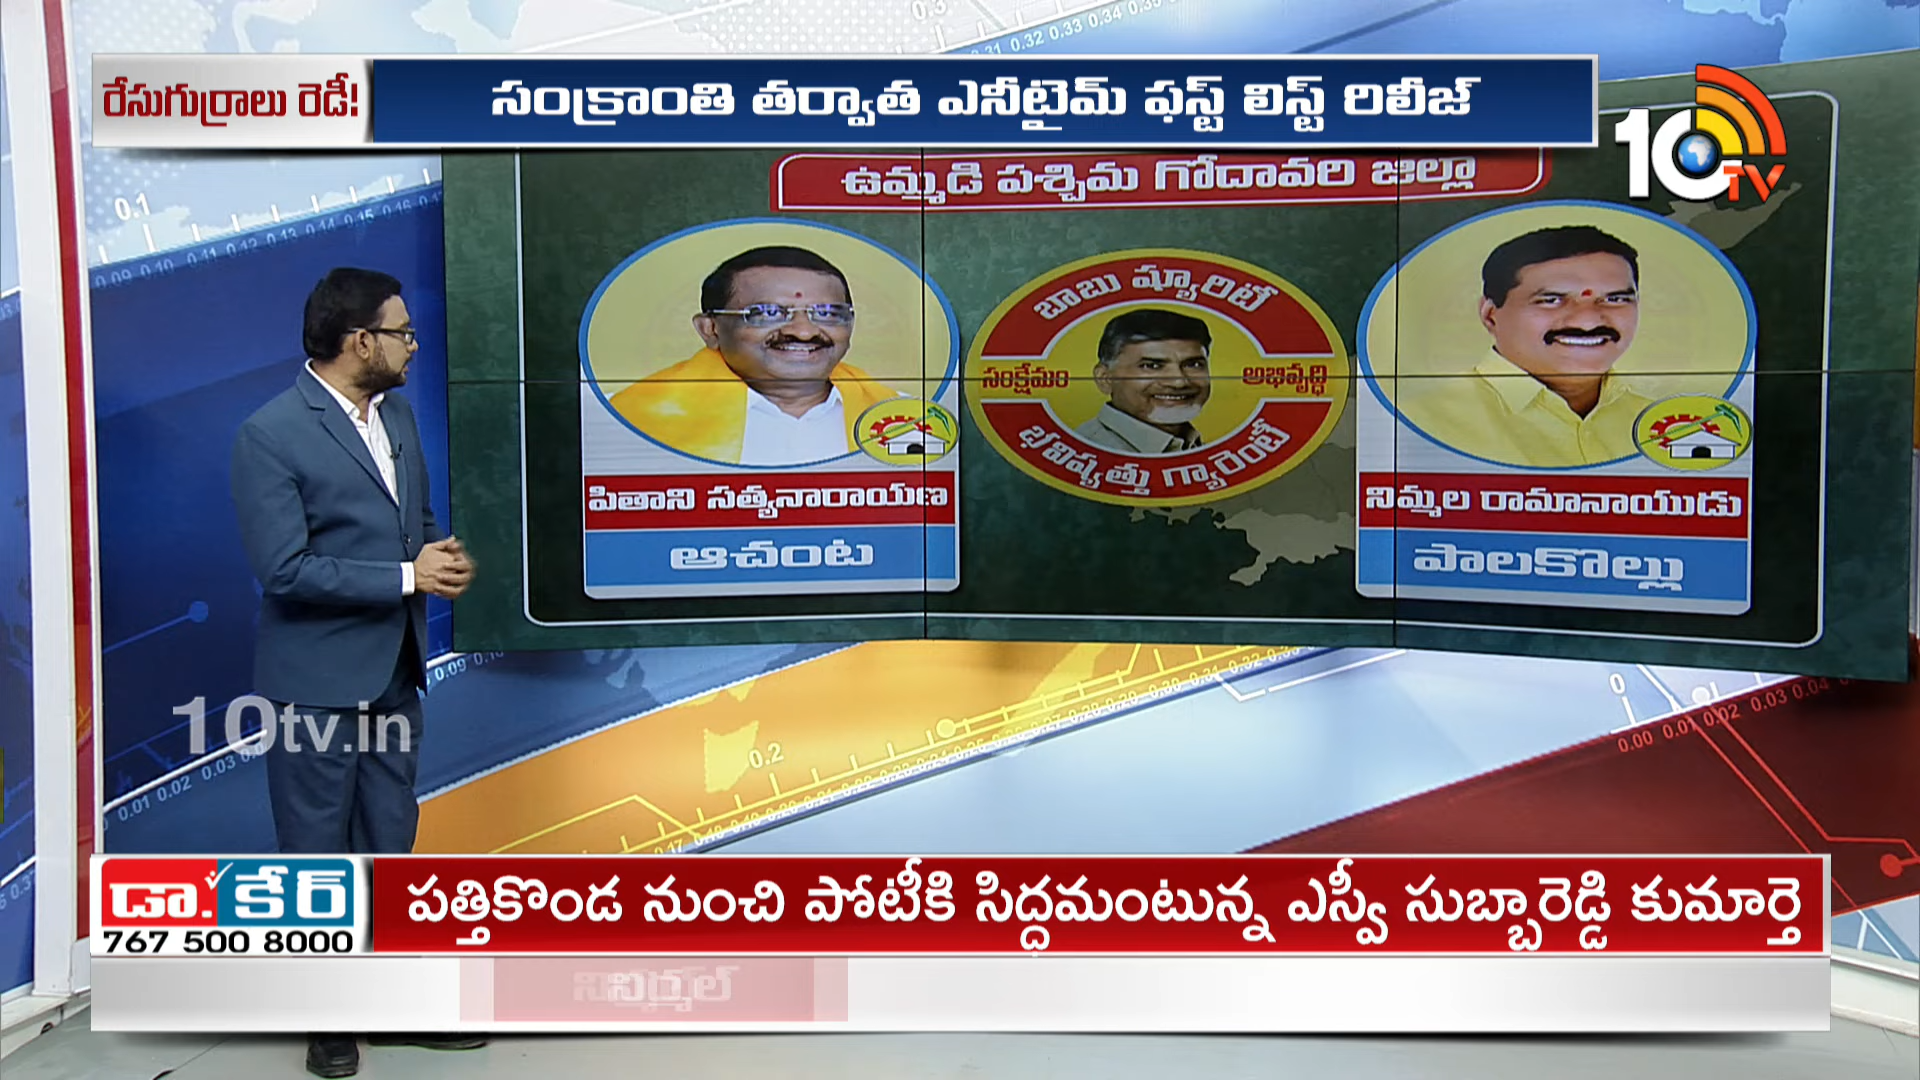 రేసుగుర్రాలు రెడీ!
సంక్రాంతి తర్వాత ఎనీటైమ్ ఫస్ట్ లిస్ట్ రిలీజ్
10TV
ఉమ్మడి పశ్చిమ గోదావరి జిల్లా
బాబు ష్యూరిటీ
సంక్షేమం
అభివృద్ధి
భవిష్యత్తు గ్యారెంటీ
పితాని సత్యనారాయణ
ఆచంట
నిమ్మల రామానాయుడు
పాలకొల్లు
10tv.in
డా. కేర్
767 500 8000
పత్తికొండ నుంచి పోటీకి సిద్దమంటున్న ఎస్వీ సుబ్బారెడ్డి కుమార్తె